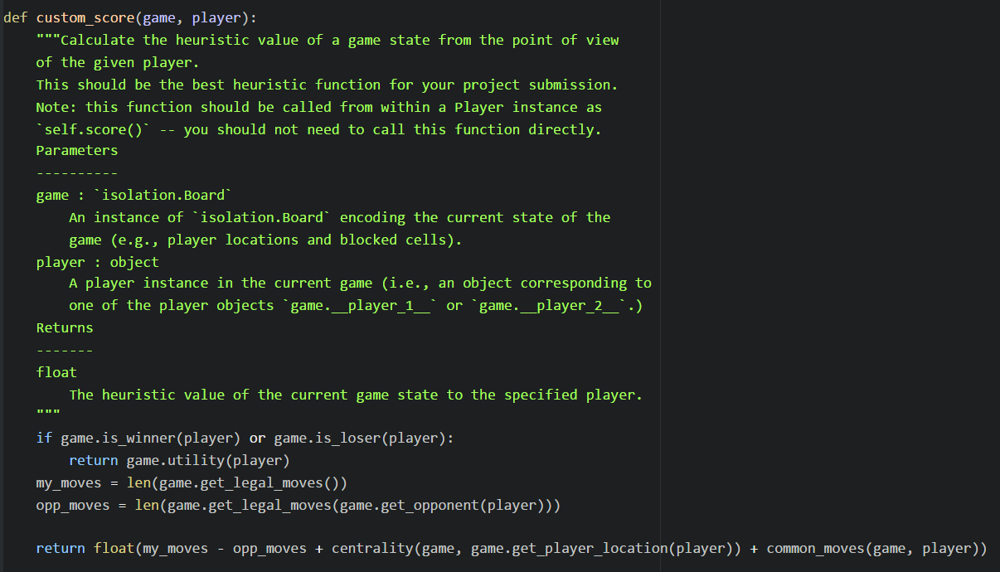 def custom_score(game, player):
    """Calculate the heuristic value of a game state from the point of view
    of the given player.
    This should be the best heuristic function for your project submission.
    Note: this function should be called from within a Player instance as
    `self.score()` -- you should not need to call this function directly.
    Parameters
    ----------
    game : `isolation.Board`
        An instance of `isolation.Board` encoding the current state of the
        game (e.g., player locations and blocked cells).
    player : object
        A player instance in the current game (i.e., an object corresponding to
        one of the player objects `game.__player_1__` or `game.__player_2__`.)
    Returns
    -------
    float
        The heuristic value of the current game state to the specified player.
    """
    if game.is_winner(player) or game.is_loser(player):
        return game.utility(player)
    my_moves = len(game.get_legal_moves())
    opp_moves = len(game.get_legal_moves(game.get_opponent(player)))
    return float(my_moves - opp_moves + centrality(game, game.get_player_location(player)) + common_moves(game, player))